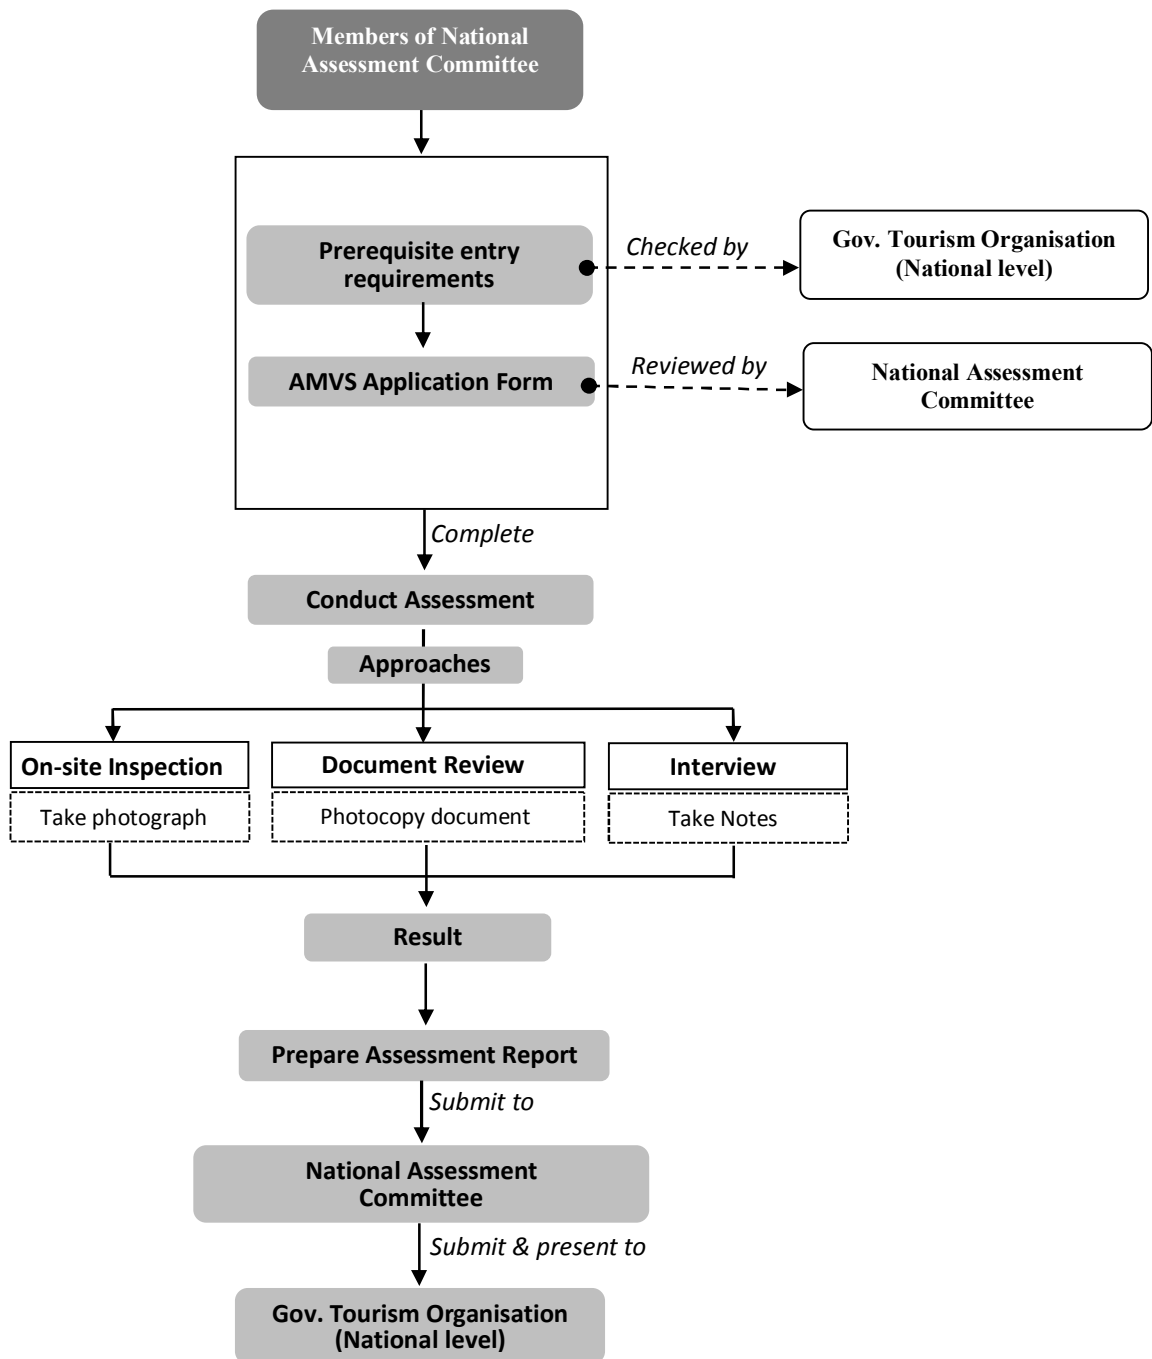 Members of National
Assessment Committee
Prerequisite entry
requirements
Checked by
Gov. Tourism Organisation
(National level)
AMVS Application Form
Reviewed by
National Assessment
Committee
Complete
Conduct Assessment
Approaches
On-site Inspection
Document Review
Interview
Take photograph
Photocopy document
Take Notes
Result
Prepare Assessment Report
Submit to
National Assessment
Committee
Submit & present to
Gov. Tourism Organisation
(National level)